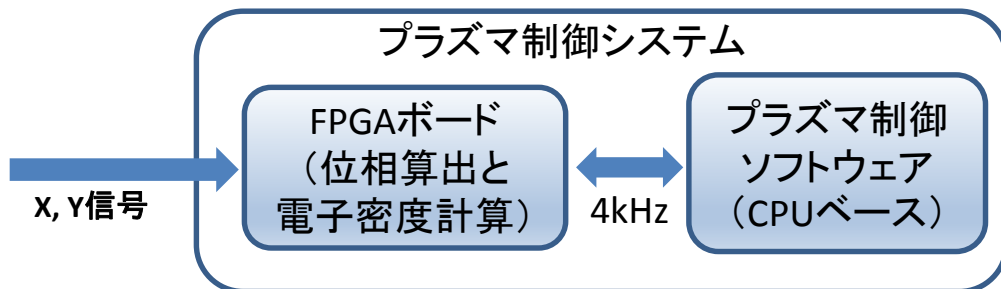 プラズマ制御システム
X, Y信号
FPGAボード
（位相算出と
電子密度計算）
4kHz
プラズマ制御
ソフトウェア
（CPUベース）